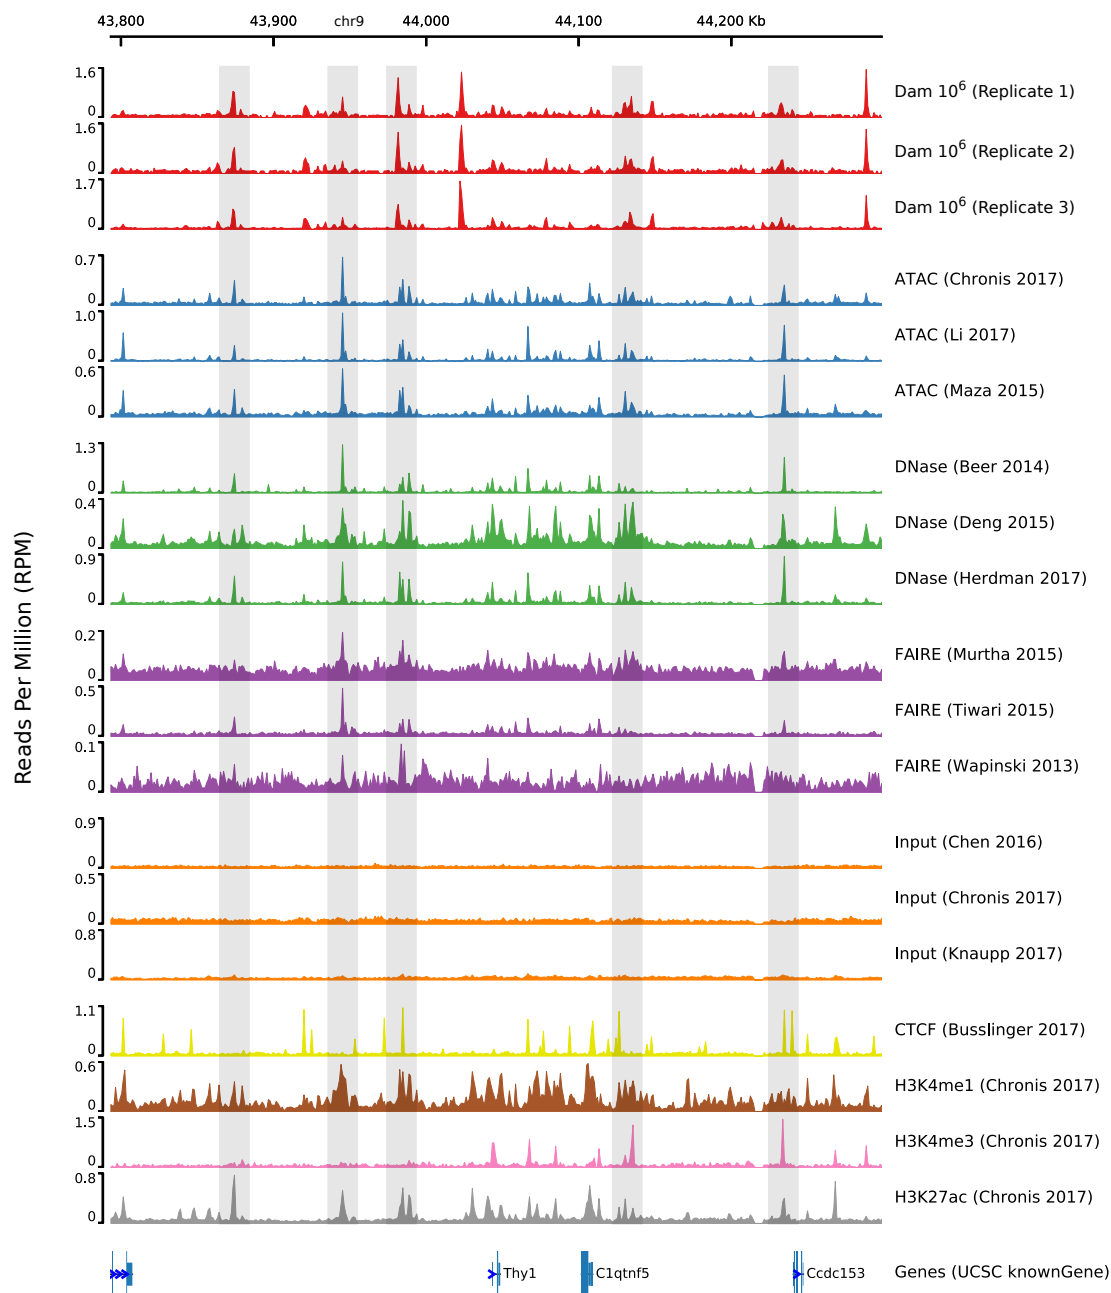 43,800 43,900 chr9 44,000 44,100 44,200 Kb
1.6
0
Dam 10⁶ (Replicate 1)
1.6
0
Dam 10⁶ (Replicate 2)
1.7
0
Dam 10⁶ (Replicate 3)
0.7
0
ATAC (Chronis 2017)
1.0
0
ATAC (Li 2017)
0.6
0
ATAC (Maza 2015)
1.3
0
DNase (Beer 2014)
0.4
0
DNase (Deng 2015)
0.9
0
DNase (Herdman 2017)
0.2
0
FAIRE (Murtha 2015)
0.5
0
FAIRE (Tiwari 2015)
0.1
0
FAIRE (Wapinski 2013)
0.9
0
Input (Chen 2016)
0.5
0
Input (Chronis 2017)
0.8
0
Input (Knaupp 2017)
1.1
0
CTCF (Busslinger 2017)
0.6
0
H3K4me1 (Chronis 2017)
1.5
0
H3K4me3 (Chronis 2017)
0.8
0
H3K27ac (Chronis 2017)
Thy1 C1qtnf5 Ccdc153 Genes (UCSC knownGene)
Reads Per Million (RPM)